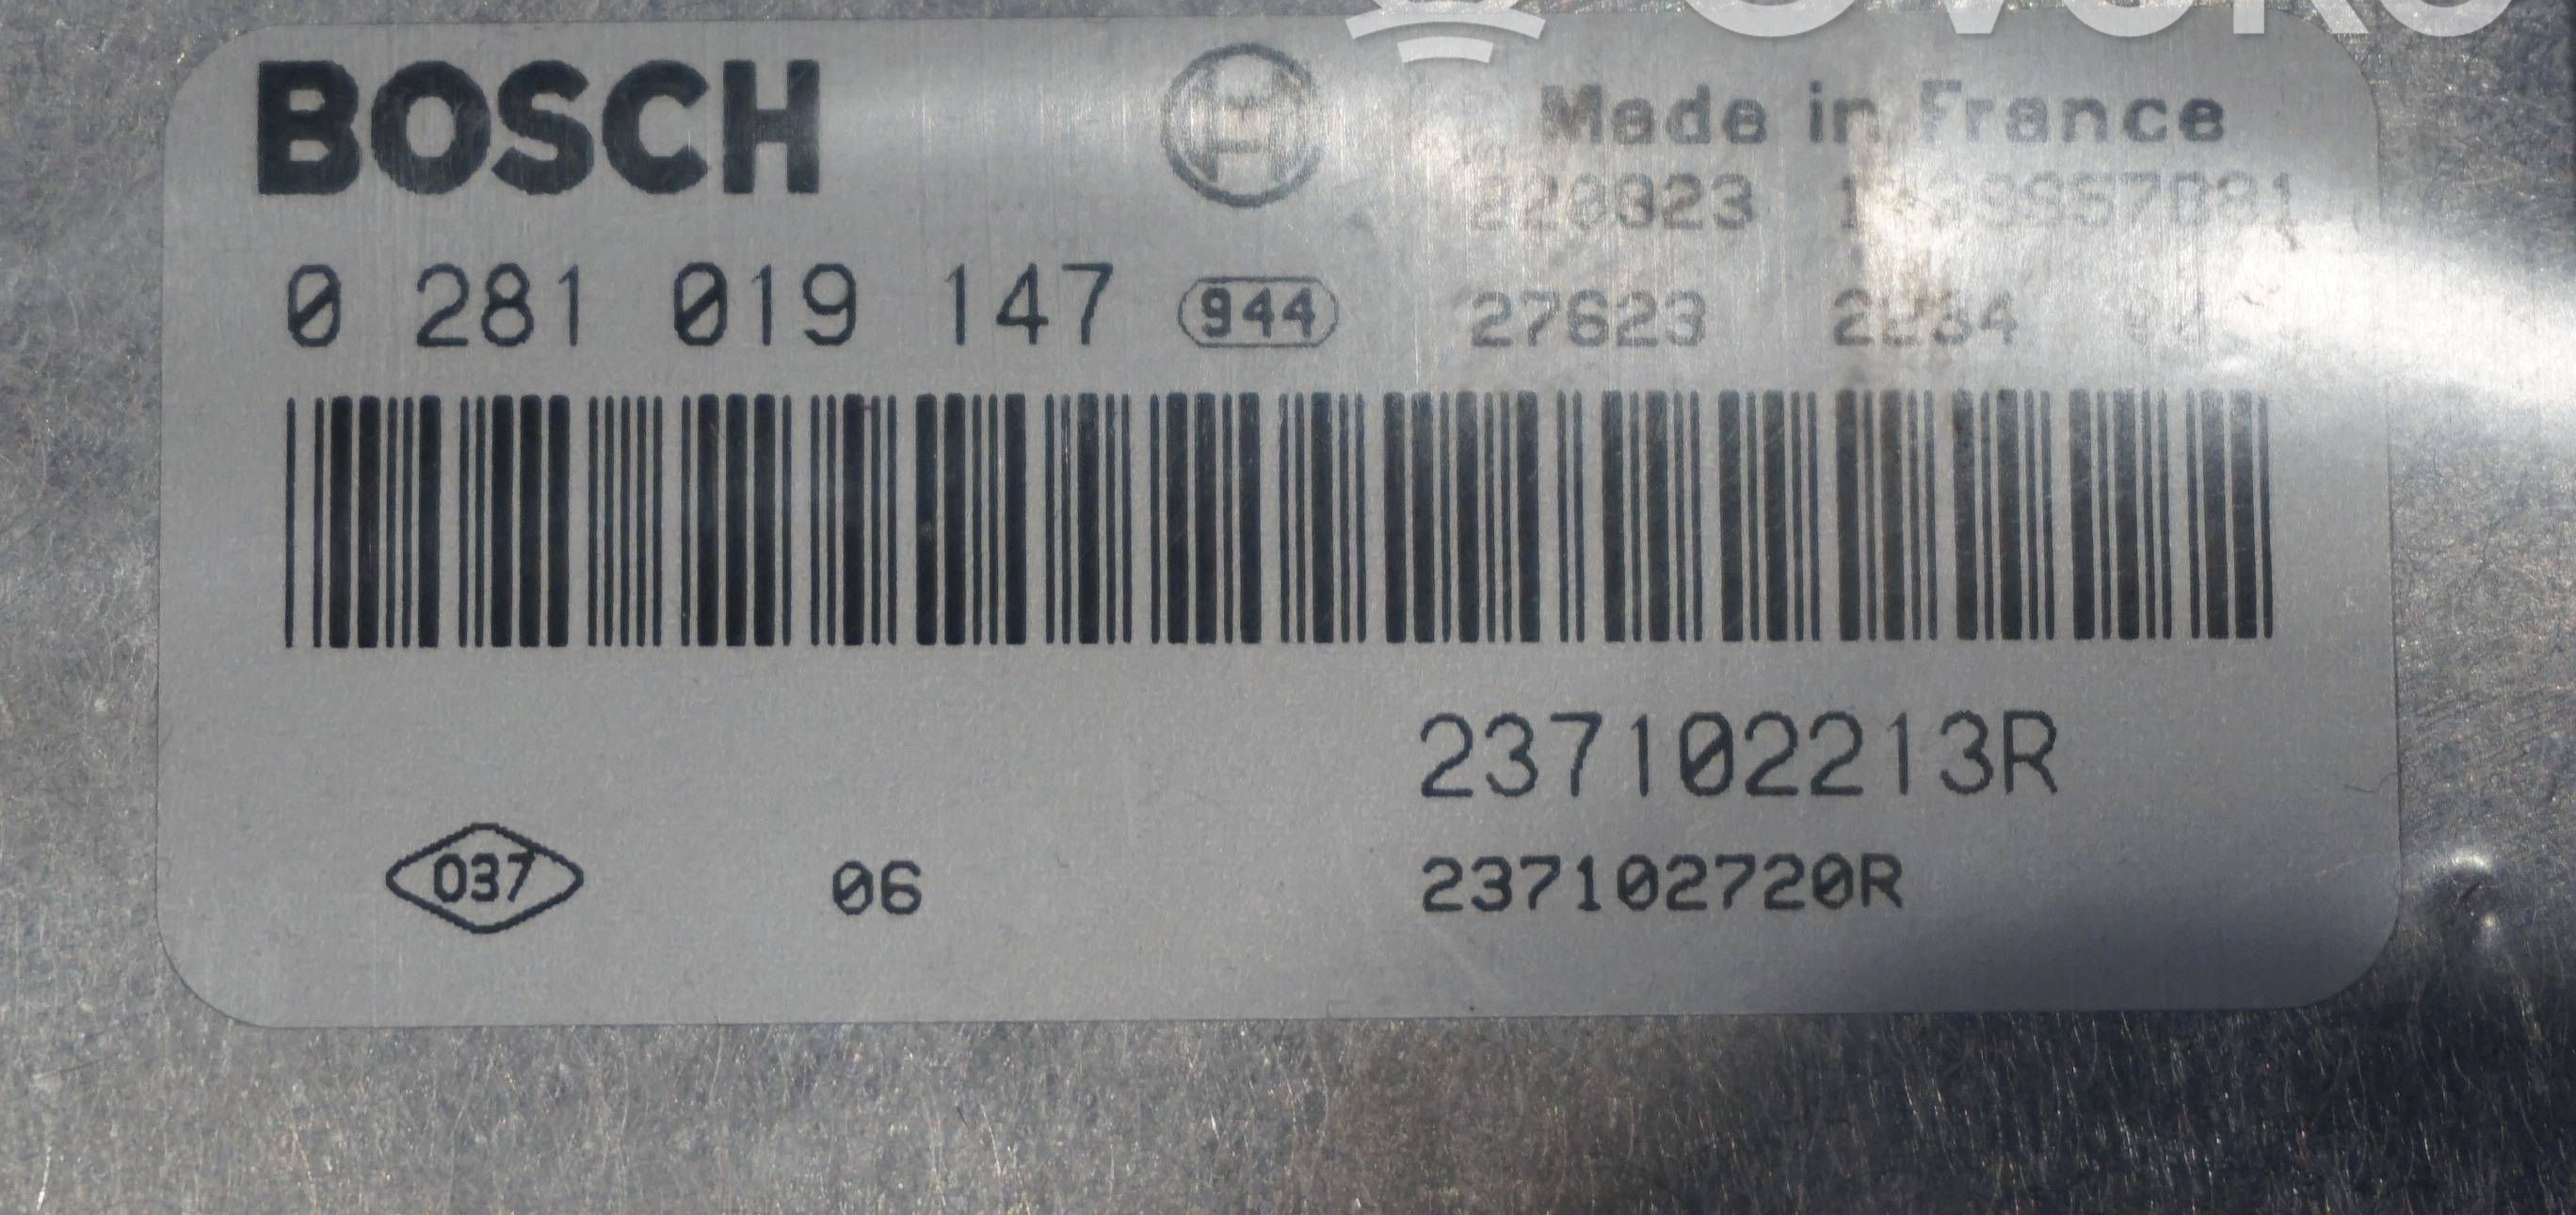 BOSCH
Made in France
0 281 019 147 944
27623
237102213R
037 06 237102720R